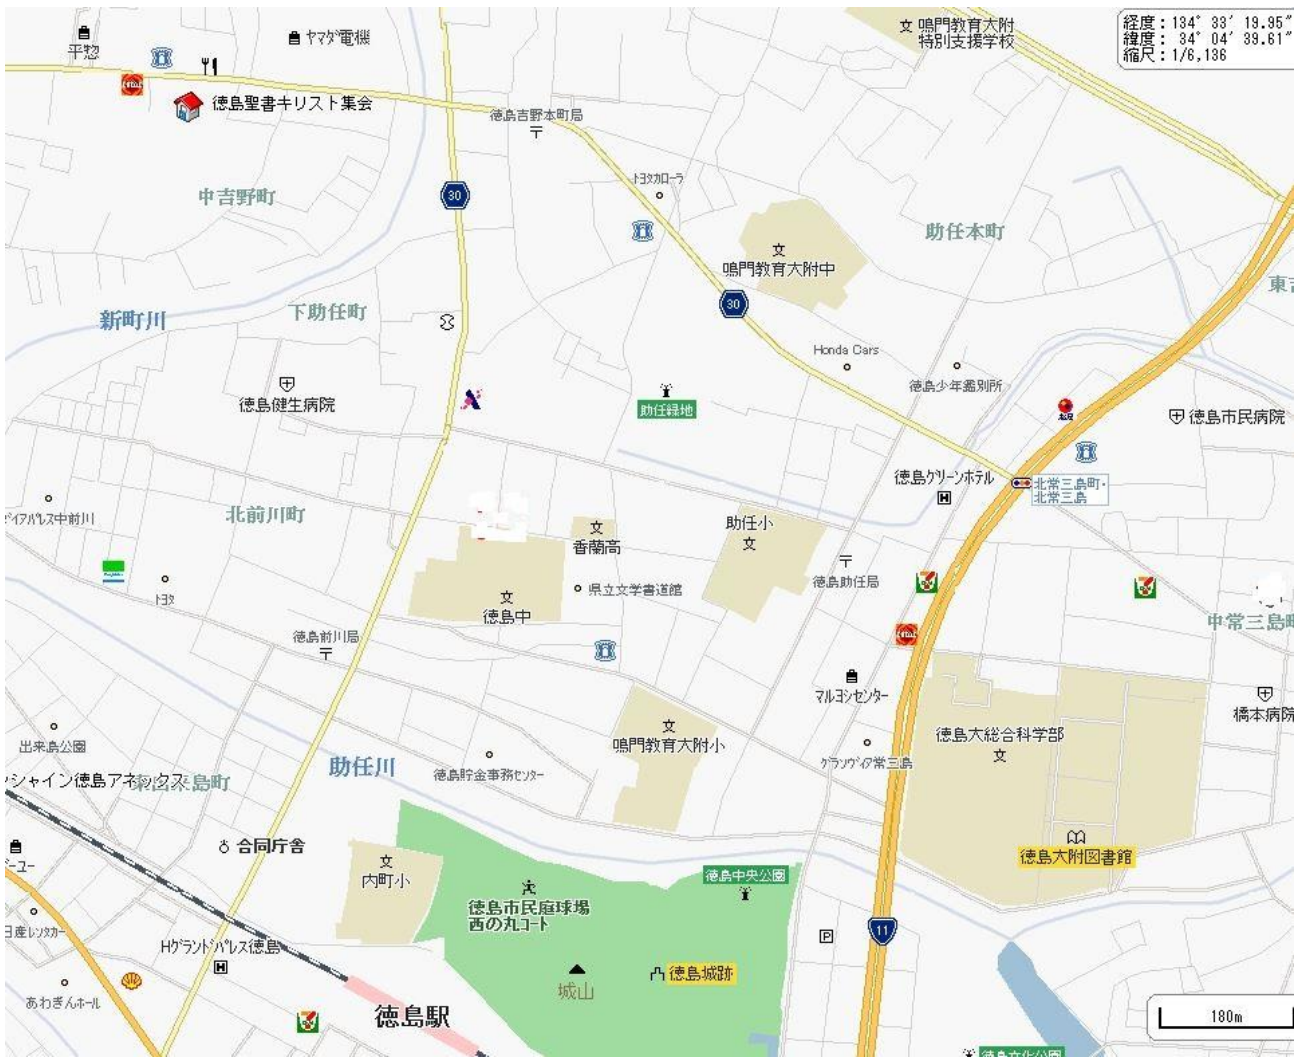 経度：134° 33′ 19.95″
緯度： 34° 04′ 39.61″
縮尺：1/6,136
鳴門教育大附
特別支援学校
平惣
ヤマダ電機
徳島聖書キリスト集会
徳島吉野本町局
中吉野町
30
トヨタカローラ
助任本町
鳴門教育大附中
30
新町川
下助任町
Honda Cars
徳島少年鑑別所
徳島健生病院
助任緑地
徳島市民病院
徳島グリーンホテル
北常三島町・
北常三島
北前川町
香蘭高
助任小
トヨタ
徳島中
県立文学書道館
徳島助任局
中常三島町
徳島前川局
マルヨシセンター
橋本病院
出来島公園
助任川
徳島貯金事務センター
鳴門教育大附小
グランヴィア常三島
徳島大総合科学部
合同庁舎
内町小
徳島市民庭球場
西の丸コート
徳島中央公園
徳島大附図書館
日産レンタカー
Hグランドパレス徳島
城山
徳島城跡
P
11
あわぎんホール
徳島駅
180m